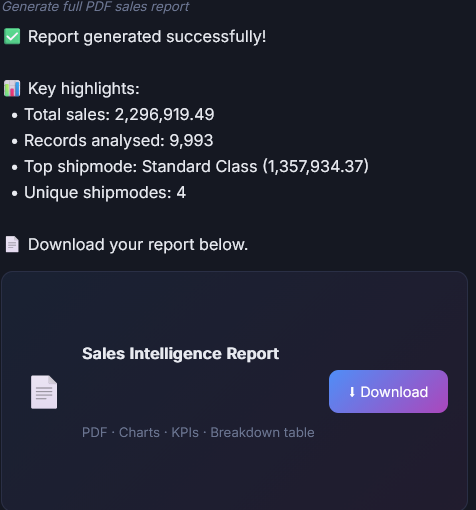 Generate full PDF sales report
✅ Report generated successfully!
📊 Key highlights:
• Total sales: 2,296,919.49
• Records analysed: 9,993
• Top shipmode: Standard Class (1,357,934.37)
• Unique shipmodes: 4
📄 Download your report below.
Sales Intelligence Report
⬇ Download
PDF · Charts · KPIs · Breakdown table